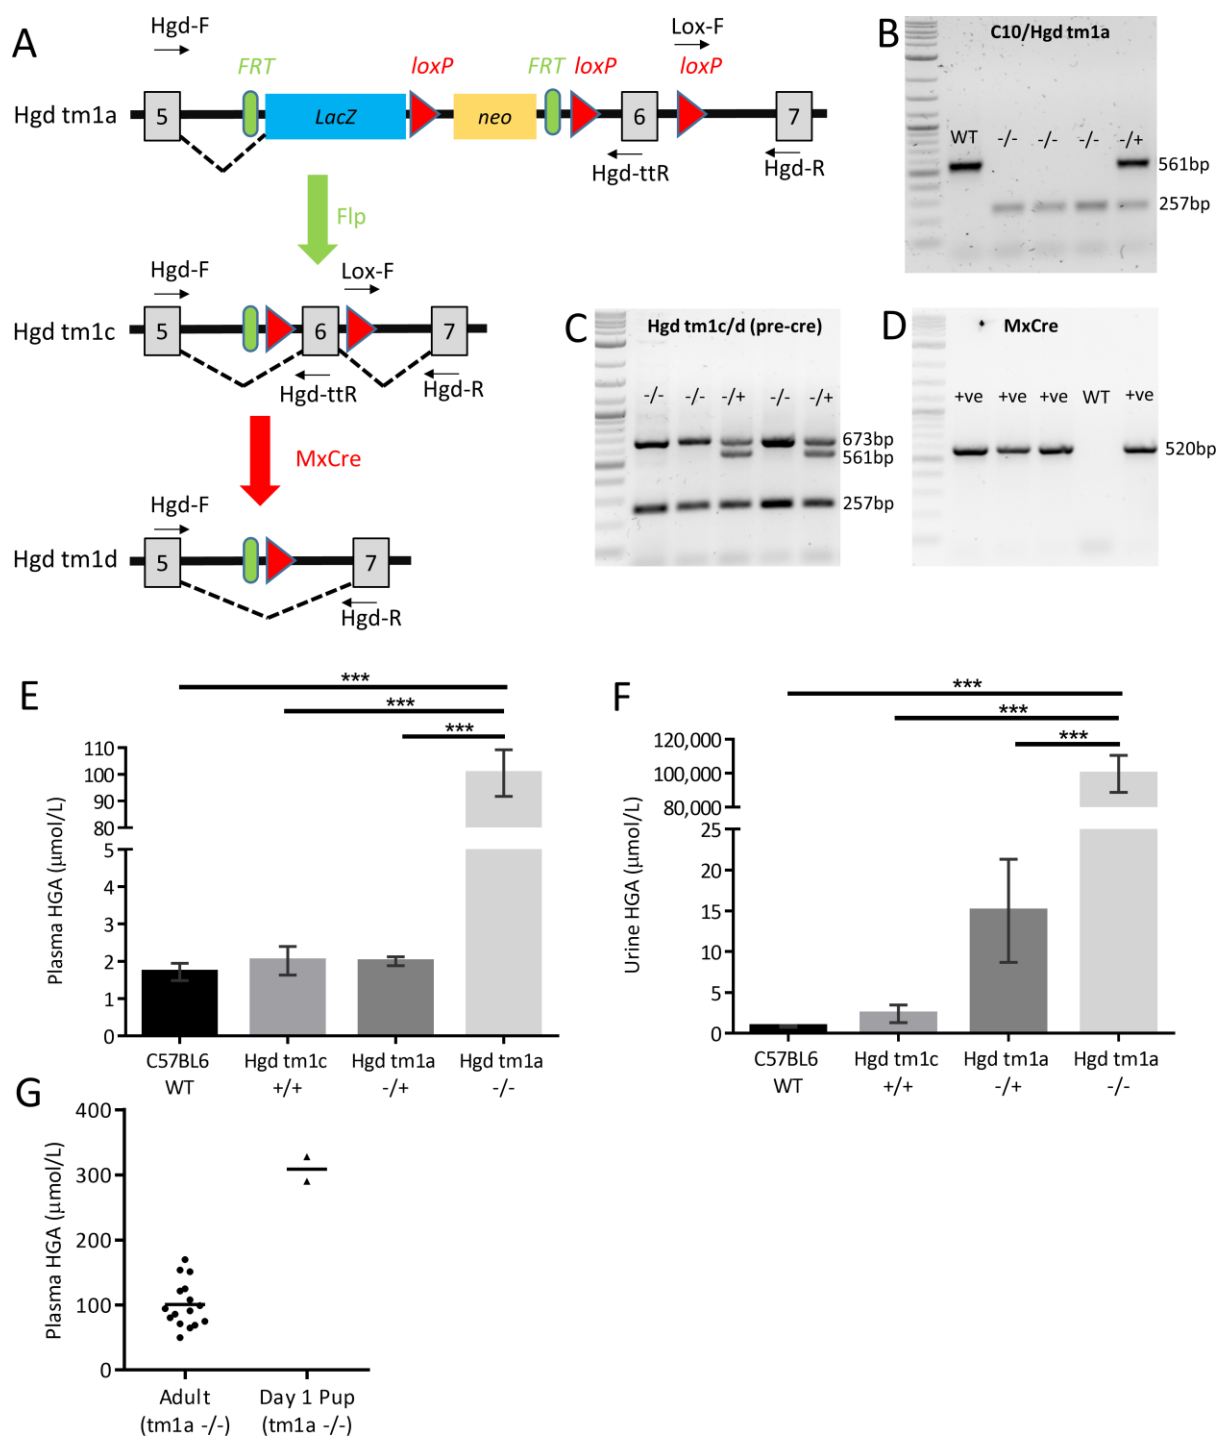 A
Hgd-F
Lox-F
FRT
loxP
FRT
loxP
loxP
Hgd tm1a
5
LacZ
neo
6
7
Hgd-ttR
Hgd-R
Flp
Hgd-F
Lox-F
Hgd tm1c
5
6
7
Hgd-ttR
Hgd-R
MxCre
Hgd-F
Hgd tm1d
5
7
Hgd-R
B
C10/Hgd tm1a
WT -/- -/- -/- -/+
561bp
257bp
C
Hgd tm1c/d (pre-cre)
-/- -/- -/+ -/- -/+
673bp
561bp
257bp
D
MxCre
+ve +ve +ve WT +ve
520bp
E
***
***
***
Plasma HGA (µmol/L)
110
100
90
80
5
4
3
2
1
0
C57BL6 Hgd tm1c Hgd tm1a Hgd tm1a
WT +/+ -/+ -/-
F
***
***
***
Urine HGA (µmol/L)
120,000
100,000
80,000
25
20
15
10
5
0
C57BL6 Hgd tm1c Hgd tm1a Hgd tm1a
WT +/+ -/+ -/-
G
Plasma HGA (µmol/L)
400
300
200
100
0
Adult Day 1 Pup
(tm1a -/-) (tm1a -/-)